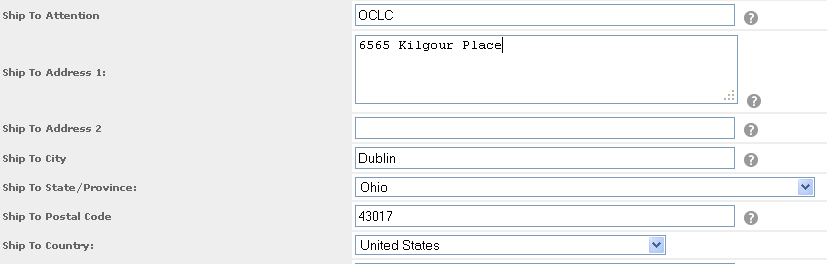 Ship To Attention OCLC
Ship To Address 1: 6565 Kilgour Place
Ship To Address 2
Ship To City Dublin
Ship To State/Province: Ohio
Ship To Postal Code 43017
Ship To Country: United States